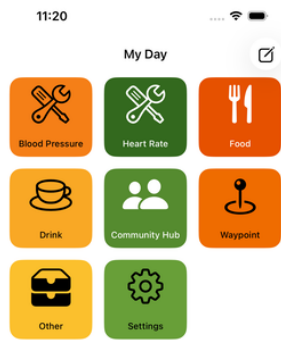 11:20
My Day
Blood Pressure
Heart Rate
Food
Drink
Community Hub
Waypoint
Other
Settings